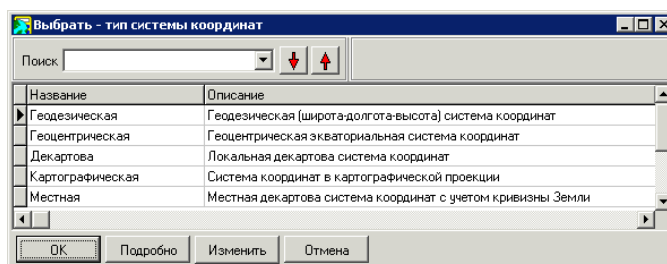 Выбрать - тип системы координат
Поиск
Название Описание
Геодезическая Геодезическая (широта-долгота-высота) система координат
Геоцентрическая Геоцентрическая экваториальная система координат
Декартова Локальная декартова система координат
Картографическая Система координат в картографической проекции
Местная Местная декартова система координат с учетом кривизны Земли
OK Подробно Изменить Отмена